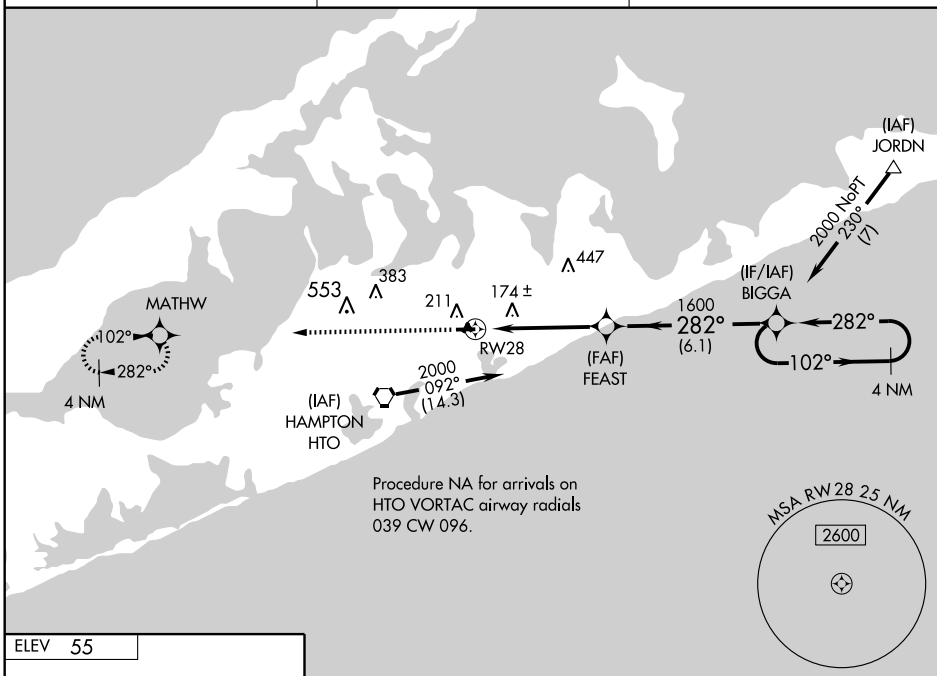 (IAF)
JORDN
2000 NoPT
230°
(7)
447
(IF/IAF)
BIGGA
383
553
MATHW
211
174 ±
1600
282°
(6.1)
282°
102°
RW28
282°
(FAF)
FEAST
102°
4 NM
4 NM
2000
092°
(14.3)
(IAF)
HAMPTON
HTO
Procedure NA for arrivals on
HTO VORTAC airway radials
039 CW 096.
MSA RW 28 25 NM
2600
ELEV 55